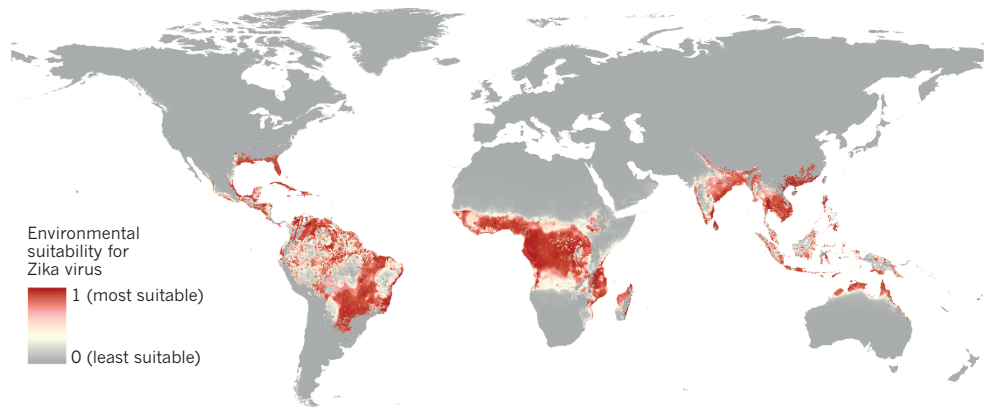 Environmental
suitability for
Zika virus
1 (most suitable)
0 (least suitable)